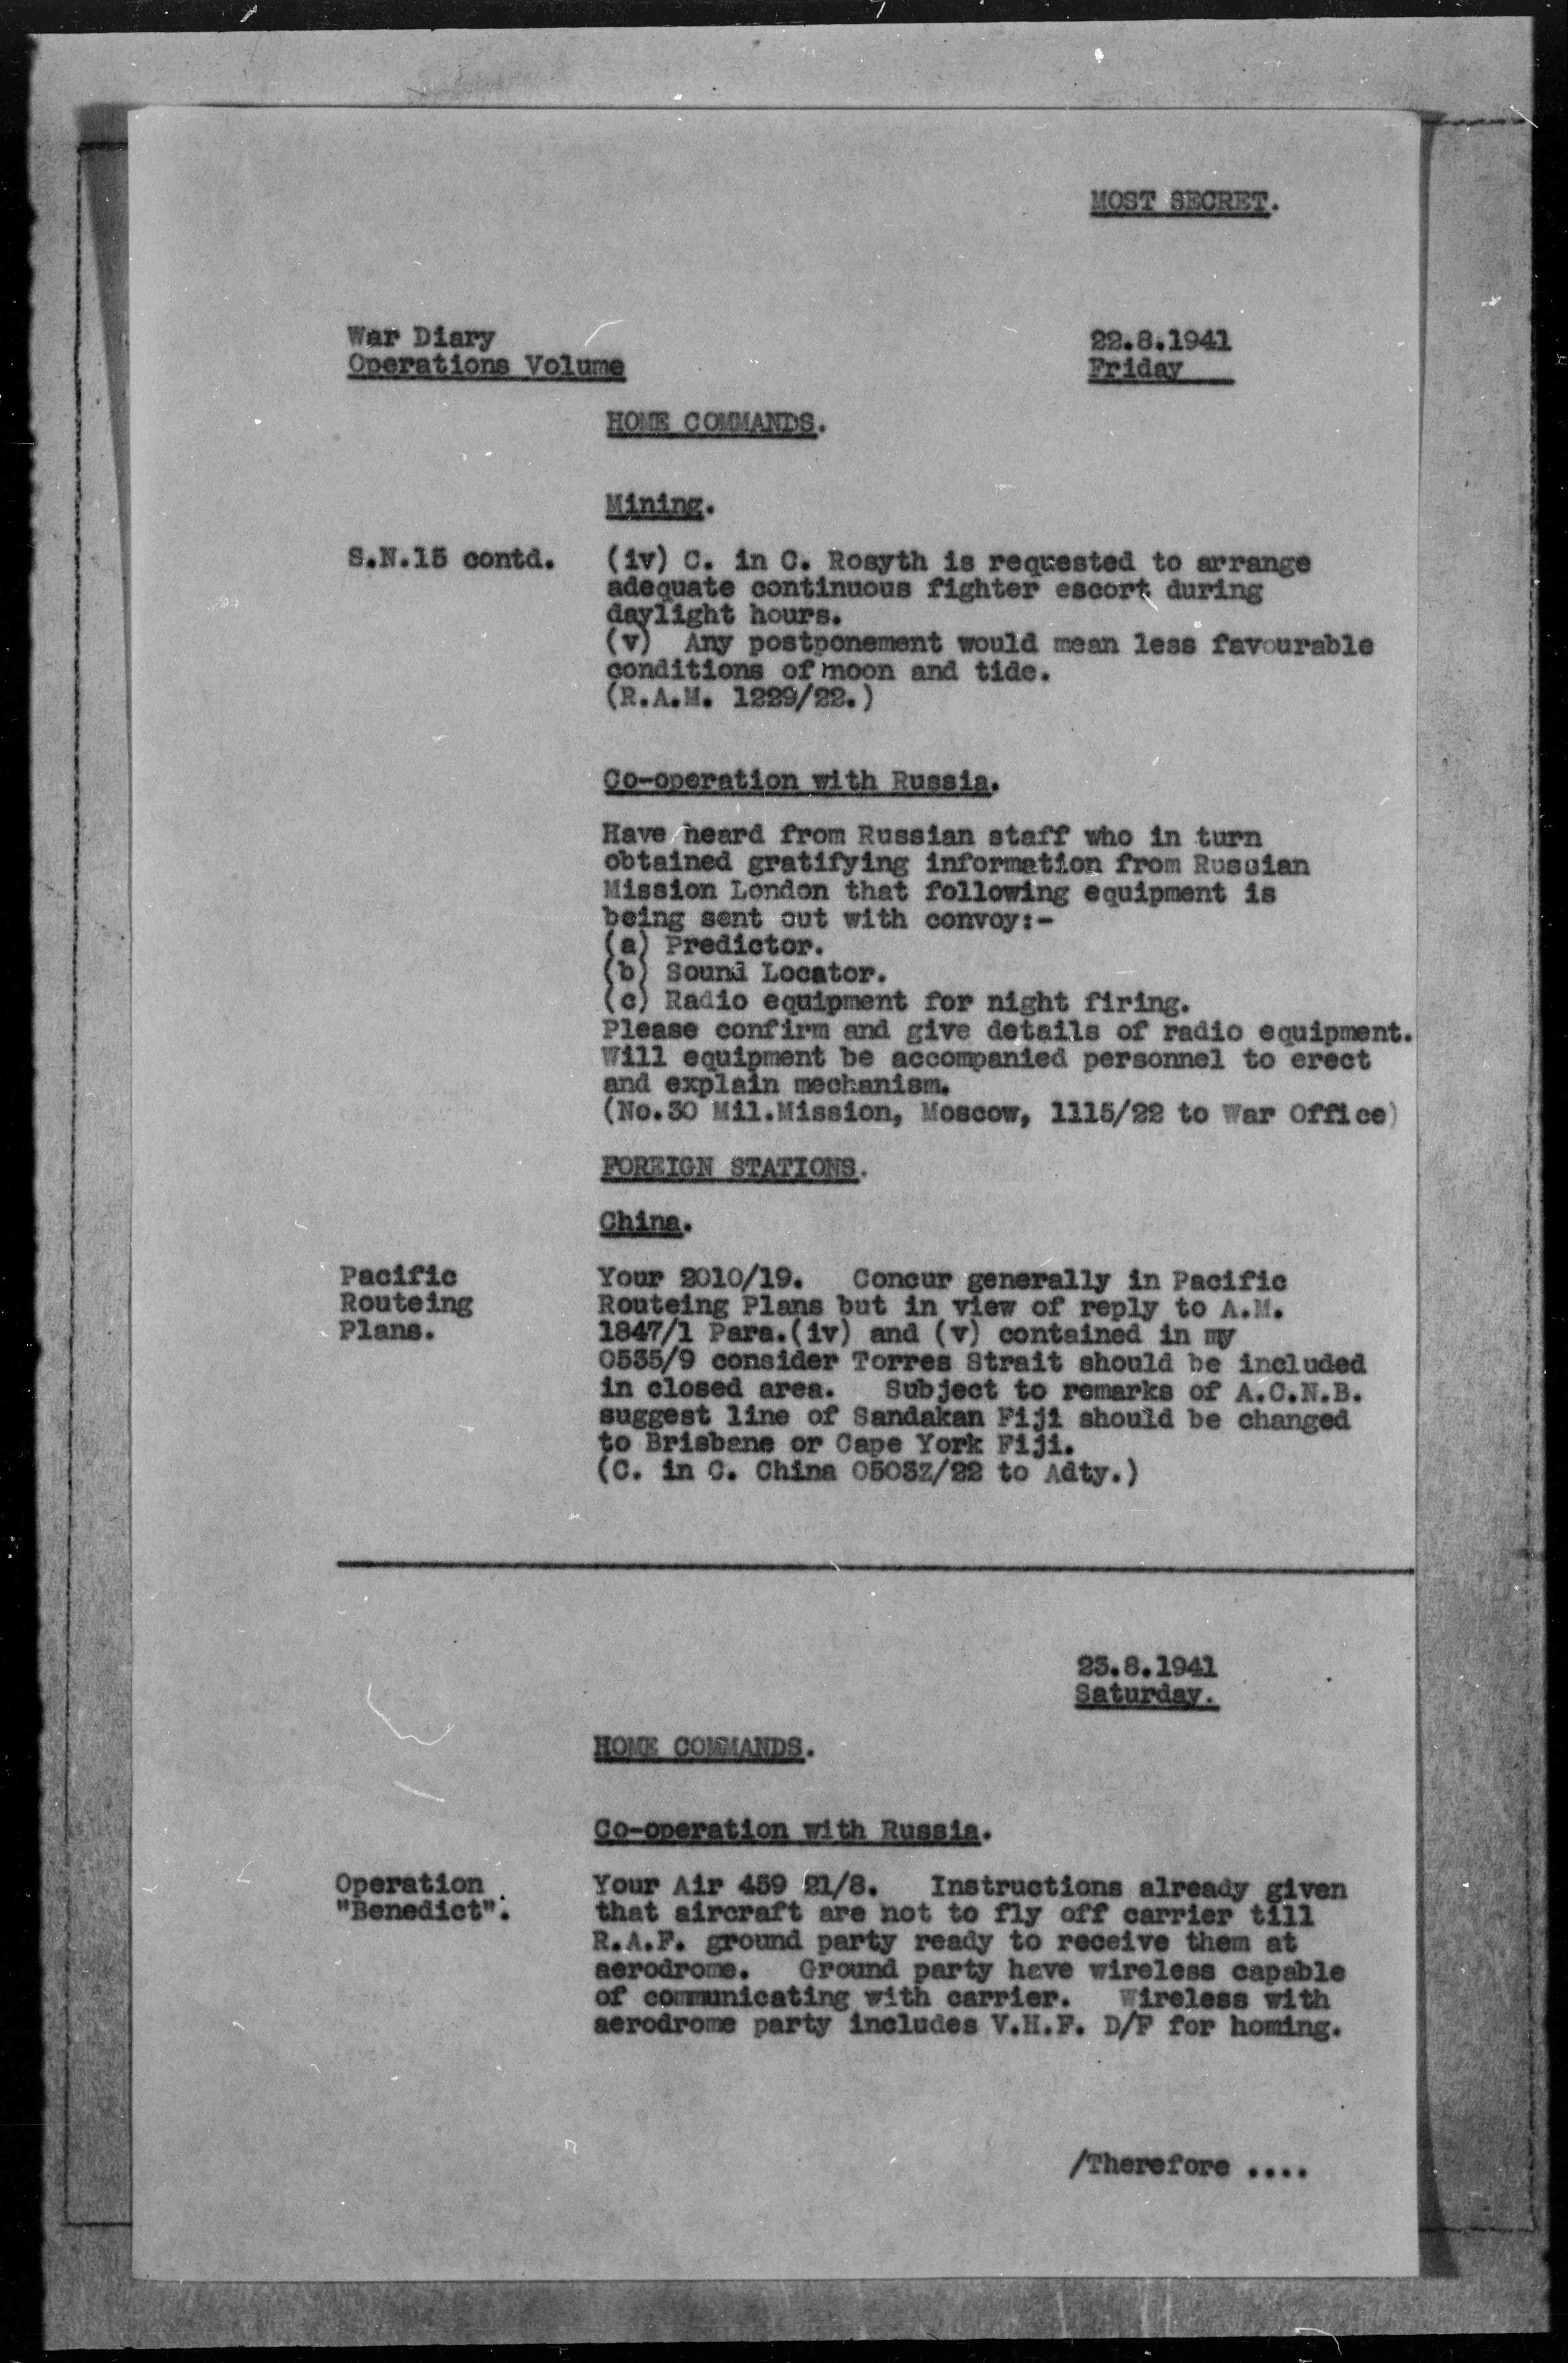 MOST SECRET.
War Diary
Operations Volume
22.8.1941
Friday
HOME COMMANDS.
Mining.
S.N.15 contd.
(iv) C. in C. Rosyth is requested to arrange
adequate continuous fighter escort during
daylight hours.
(v) Any postponement would mean less favourable
conditions of moon and tide.
(R.A.M. 1229/22.)
Co-operation with Russia.
Have heard from Russian staff who in turn
obtained gratifying information from Russian
Mission London that following equipment is
being sent out with convoy:-
(a) Predictor.
(b) Sound Locator.
(c) Radio equipment for night firing.
Please confirm and give details of radio equipment.
Will equipment be accompanied personnel to erect
and explain mechanism.
(No.30 Mil.Mission, Moscow, 1115/22 to War Office)
FOREIGN STATIONS.
China.
Pacific
Routeing
Plans.
Your 2010/19. Concur generally in Pacific
Routeing Plans but in view of reply to A.M.
1847/1 Para.(iv) and (v) contained in my
0535/9 consider Torres Strait should be included
in closed area. Subject to remarks of A.C.N.B.
suggest line of Sandakan Fiji should be changed
to Brisbane or Cape York Fiji.
(C. in C. China 0503Z/22 to Adty.)
23.8.1941
Saturday.
HOME COMMANDS.
Co-operation with Russia.
Operation
"Benedict".
Your Air 459 21/8. Instructions already given
that aircraft are not to fly off carrier till
R.A.F. ground party ready to receive them at
aerodrome. Ground party have wireless capable
of communicating with carrier. Wireless with
aerodrome party includes V.H.F. D/F for homing.
/Therefore ....